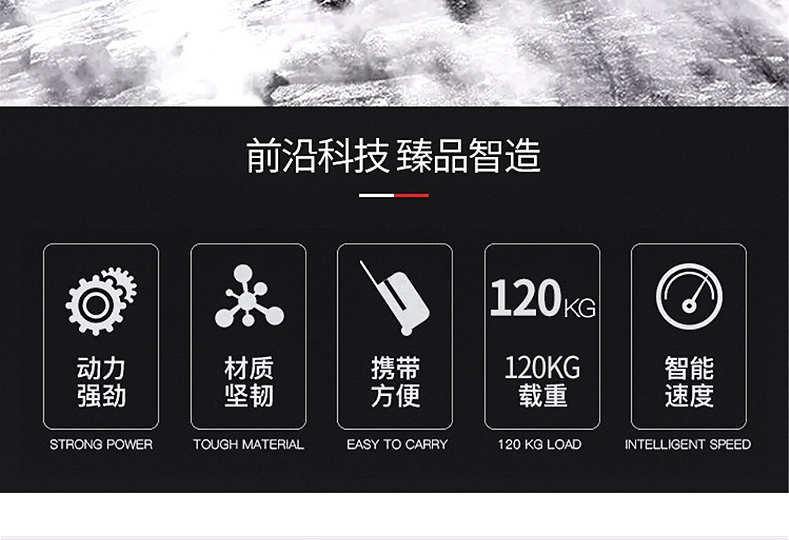 前沿科技 臻品智造
120KG
动力
强劲
材质
坚韧
携带
方便
120KG
载重
智能
速度
STRONG POWER
TOUGH MATERIAL
EASY TO CARRY
120 KG LOAD
INTELLIGENT SPEED